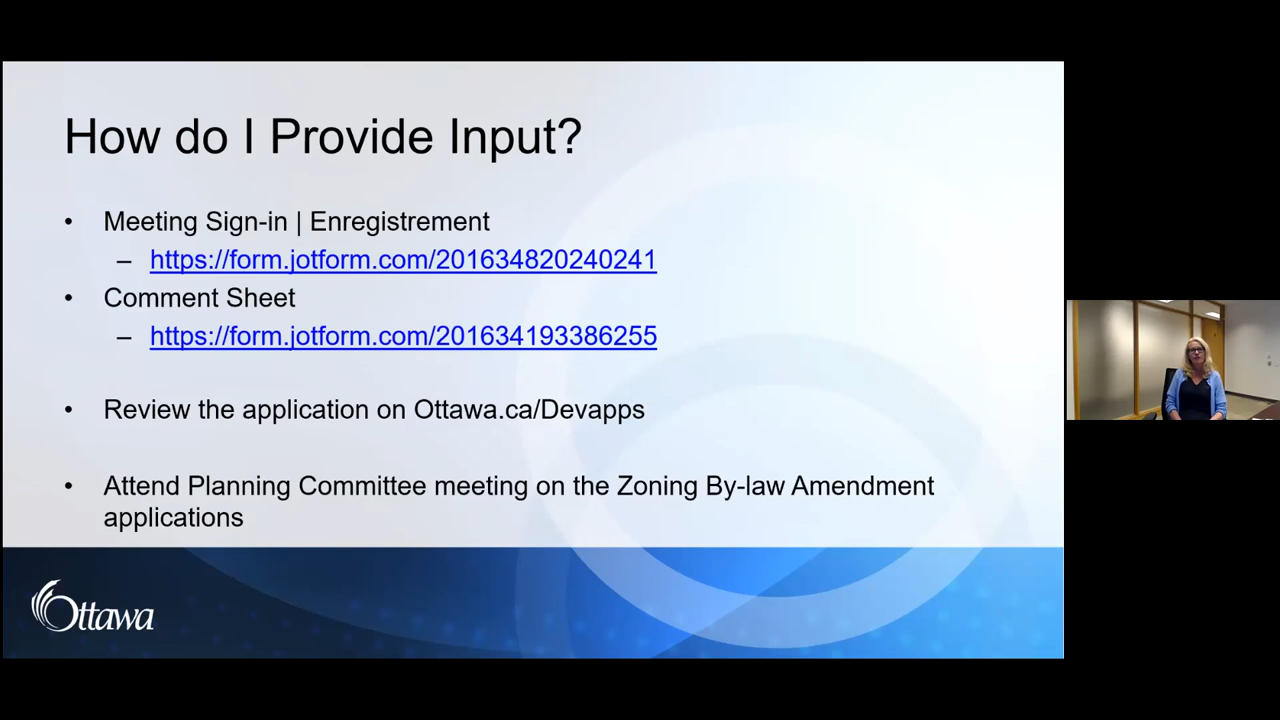 How do I Provide Input?
• Meeting Sign-in | Enregistrement
– https://form.jotform.com/201634820240241
• Comment Sheet
– https://form.jotform.com/201634193386255
• Review the application on Ottawa.ca/Devapps
• Attend Planning Committee meeting on the Zoning By-law Amendment
applications
Ottawa